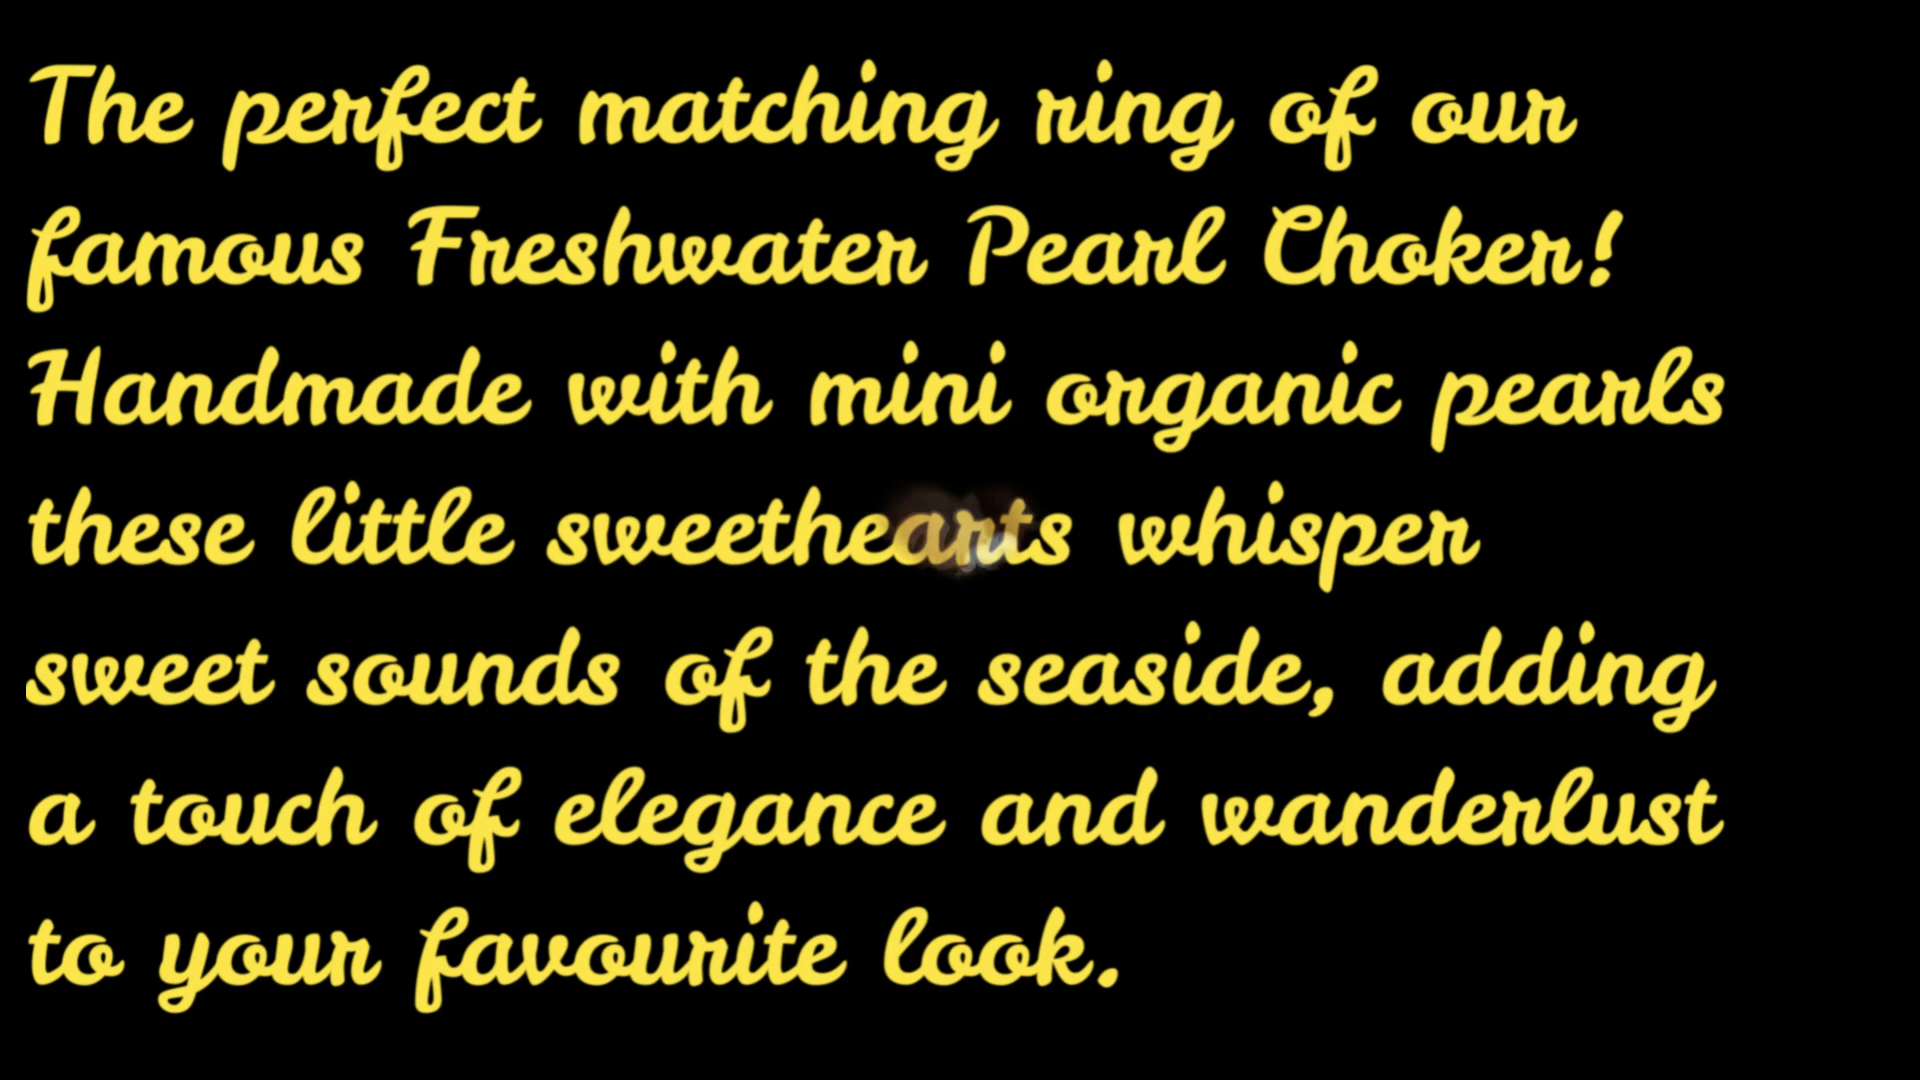 The perfect matching ring of our
famous Freshwater Pearl Choker!
Handmade with mini organic pearls
these little sweethearts whisper
sweet sounds of the seaside, adding
a touch of elegance and wanderlust
to your favourite look.